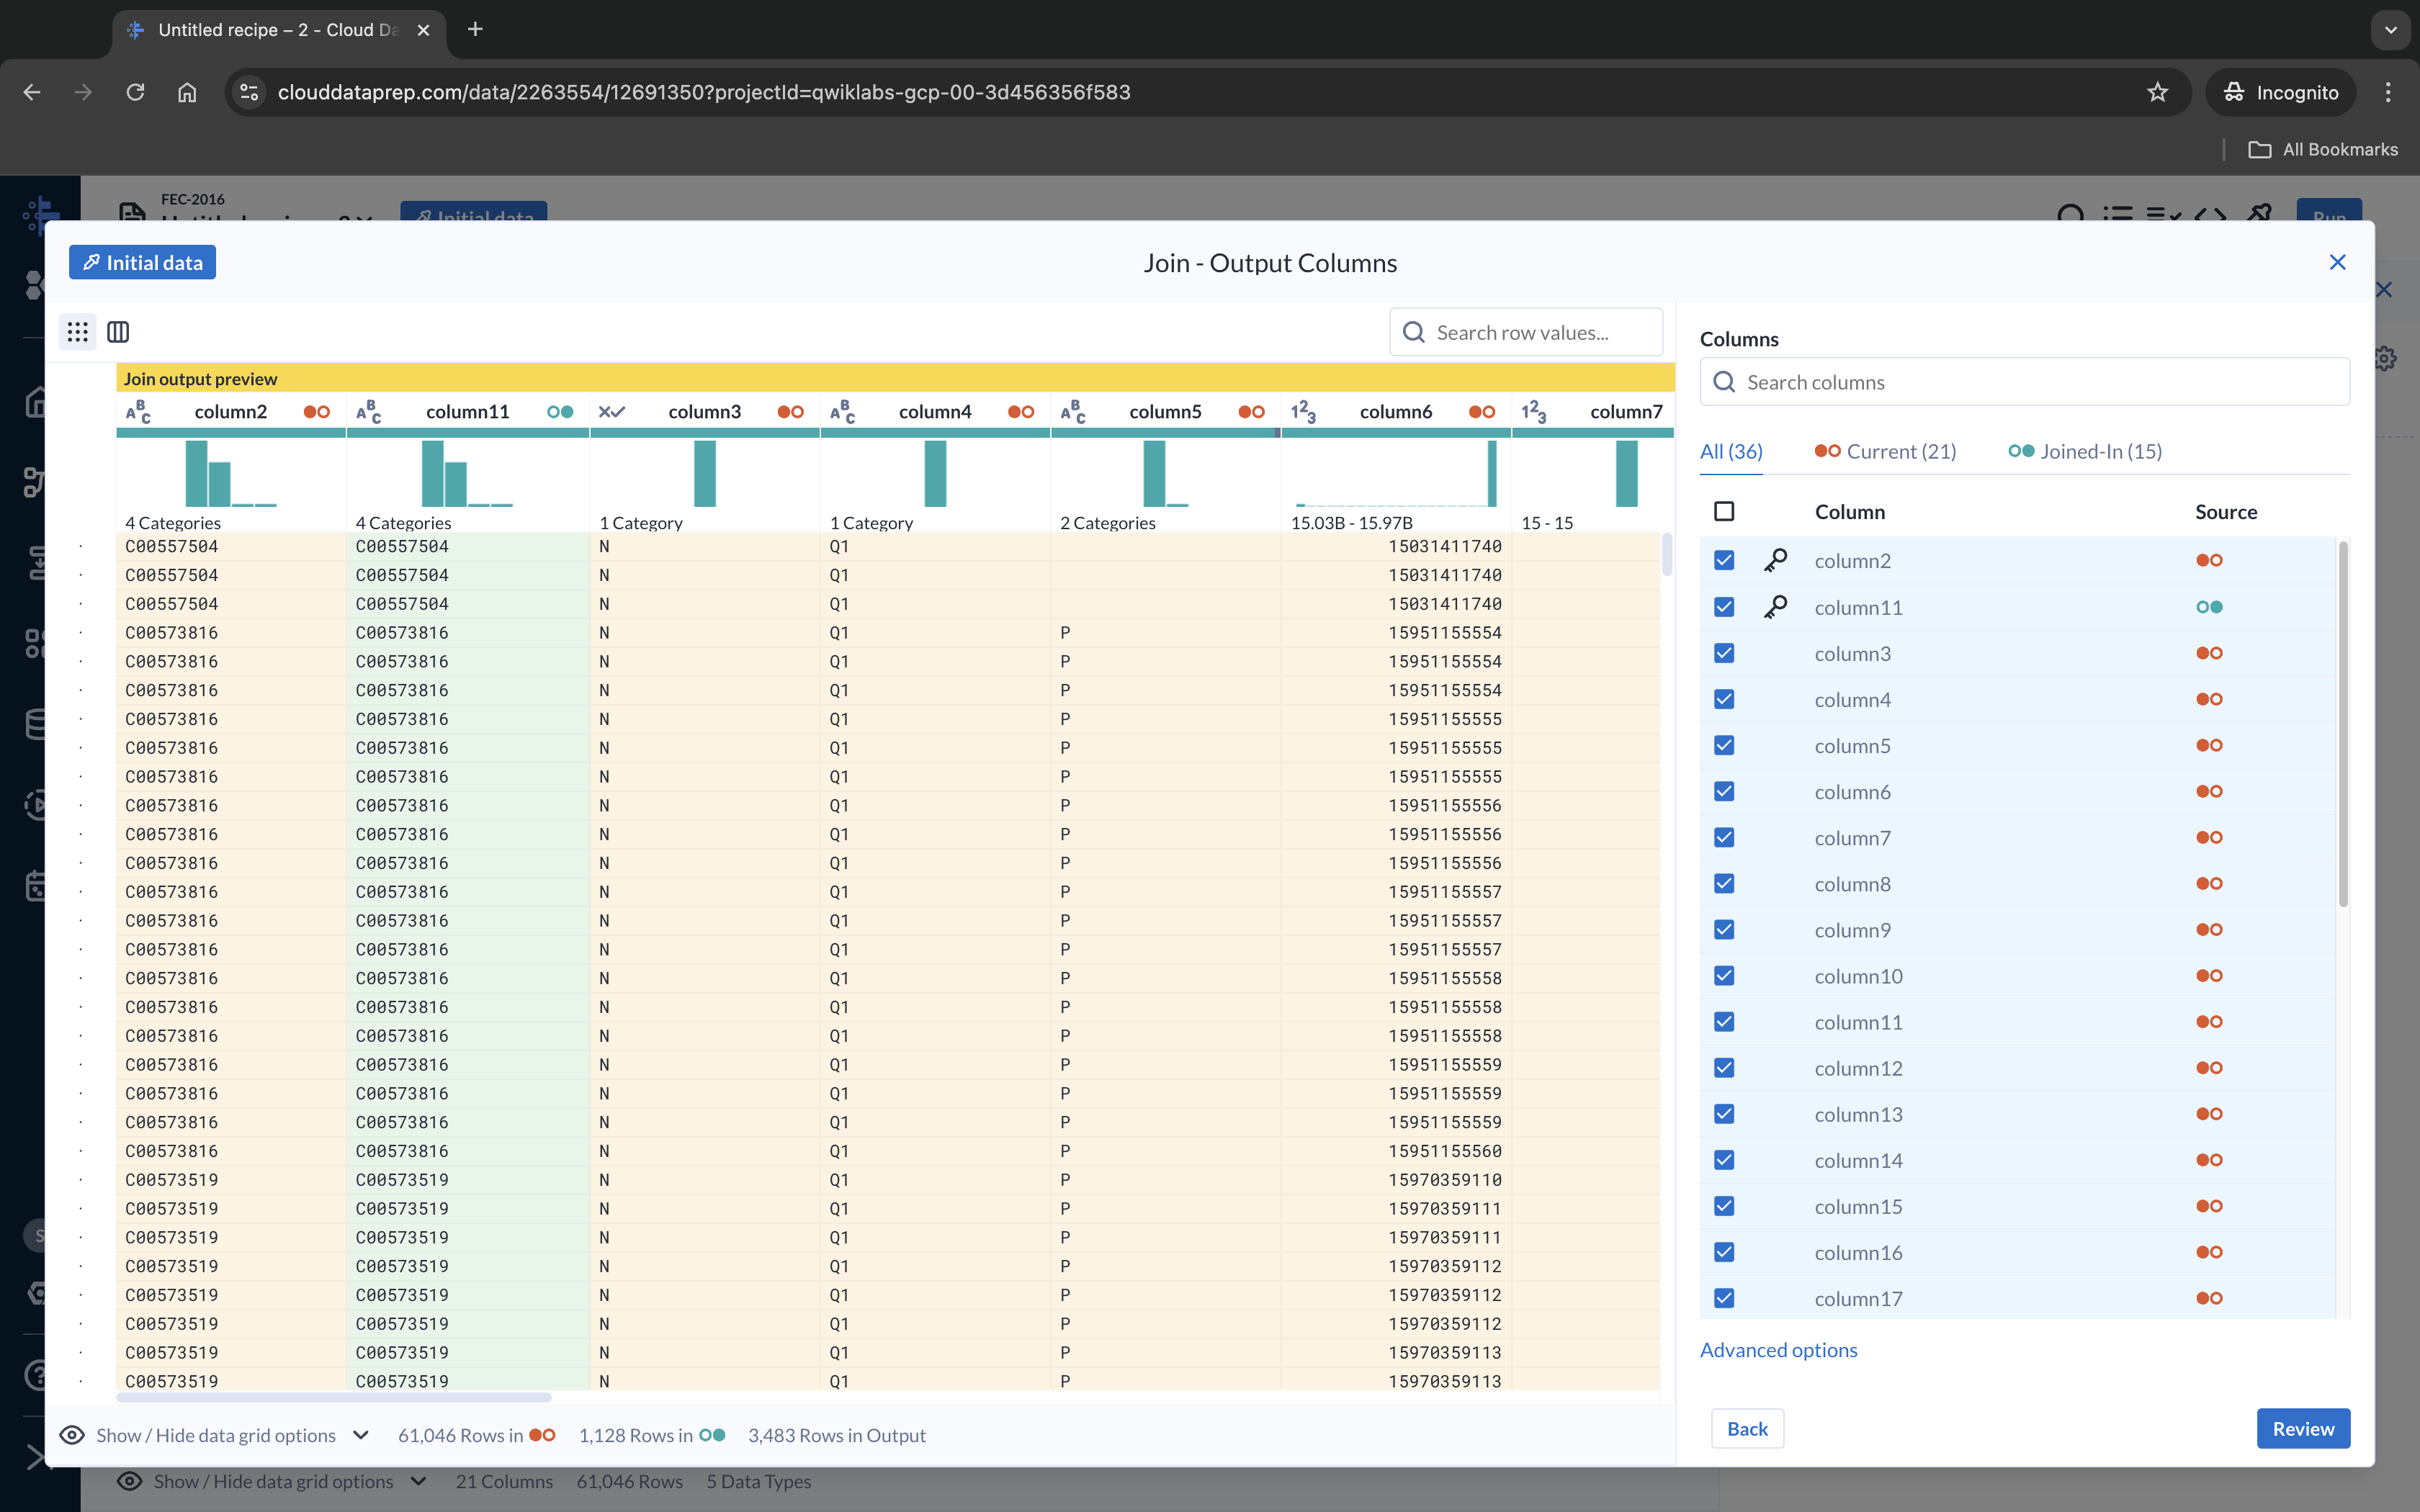 Untitled recipe – 2 - Cloud Da
clouddataprep.com/data/2263554/12691350?projectId=qwiklabs-gcp-00-3d456356f583
Incognito
All Bookmarks
FEC-2016
Initial data
Run
Initial data
Join - Output Columns
Search row values...
Join output preview
column2 column11 column3 column4 column5 column6 column7
4 Categories 4 Categories 1 Category 1 Category 2 Categories 15.03B - 15.97B 15 - 15
C00557504 C00557504 N Q1 15031411740
C00557504 C00557504 N Q1 15031411740
C00557504 C00557504 N Q1 15031411740
C00573816 C00573816 N Q1 P 15951155554
C00573816 C00573816 N Q1 P 15951155554
C00573816 C00573816 N Q1 P 15951155554
C00573816 C00573816 N Q1 P 15951155555
C00573816 C00573816 N Q1 P 15951155555
C00573816 C00573816 N Q1 P 15951155555
C00573816 C00573816 N Q1 P 15951155556
C00573816 C00573816 N Q1 P 15951155556
C00573816 C00573816 N Q1 P 15951155556
C00573816 C00573816 N Q1 P 15951155557
C00573816 C00573816 N Q1 P 15951155557
C00573816 C00573816 N Q1 P 15951155557
C00573816 C00573816 N Q1 P 15951155558
C00573816 C00573816 N Q1 P 15951155558
C00573816 C00573816 N Q1 P 15951155558
C00573816 C00573816 N Q1 P 15951155559
C00573816 C00573816 N Q1 P 15951155559
C00573816 C00573816 N Q1 P 15951155559
C00573816 C00573816 N Q1 P 15951155560
C00573519 C00573519 N Q1 P 15970359110
C00573519 C00573519 N Q1 P 15970359111
C00573519 C00573519 N Q1 P 15970359111
C00573519 C00573519 N Q1 P 15970359112
C00573519 C00573519 N Q1 P 15970359112
C00573519 C00573519 N Q1 P 15970359112
C00573519 C00573519 N Q1 P 15970359113
C00573519 C00573519 N Q1 P 15970359113
Show / Hide data grid options 61,046 Rows in 1,128 Rows in 3,483 Rows in Output
Columns
Search columns
All (36) Current (21) Joined-In (15)
Column Source
column2
column11
column3
column4
column5
column6
column7
column8
column9
column10
column11
column12
column13
column14
column15
column16
column17
Advanced options
Back Review
Show / Hide data grid options 21 Columns 61,046 Rows 5 Data Types